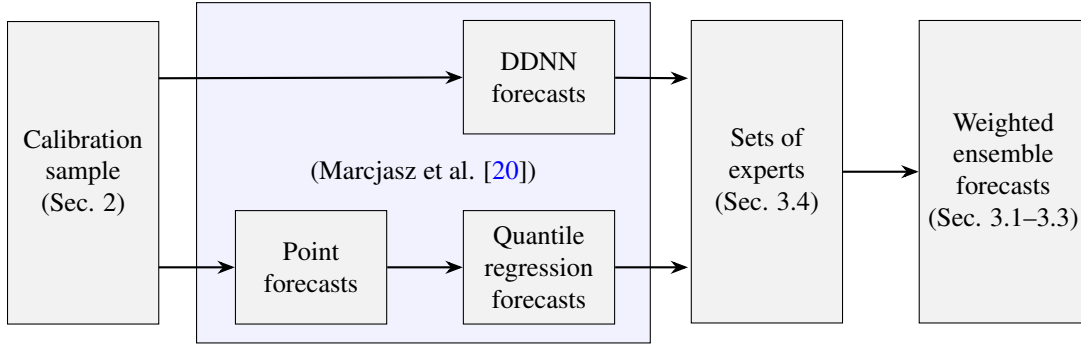 Calibration
sample
(Sec. 2)
DDNN
forecasts
(Marcjasz et al. [20])
Point
forecasts
Quantile
regression
forecasts
Sets of
experts
(Sec. 3.4)
Weighted
ensemble
forecasts
(Sec. 3.1–3.3)